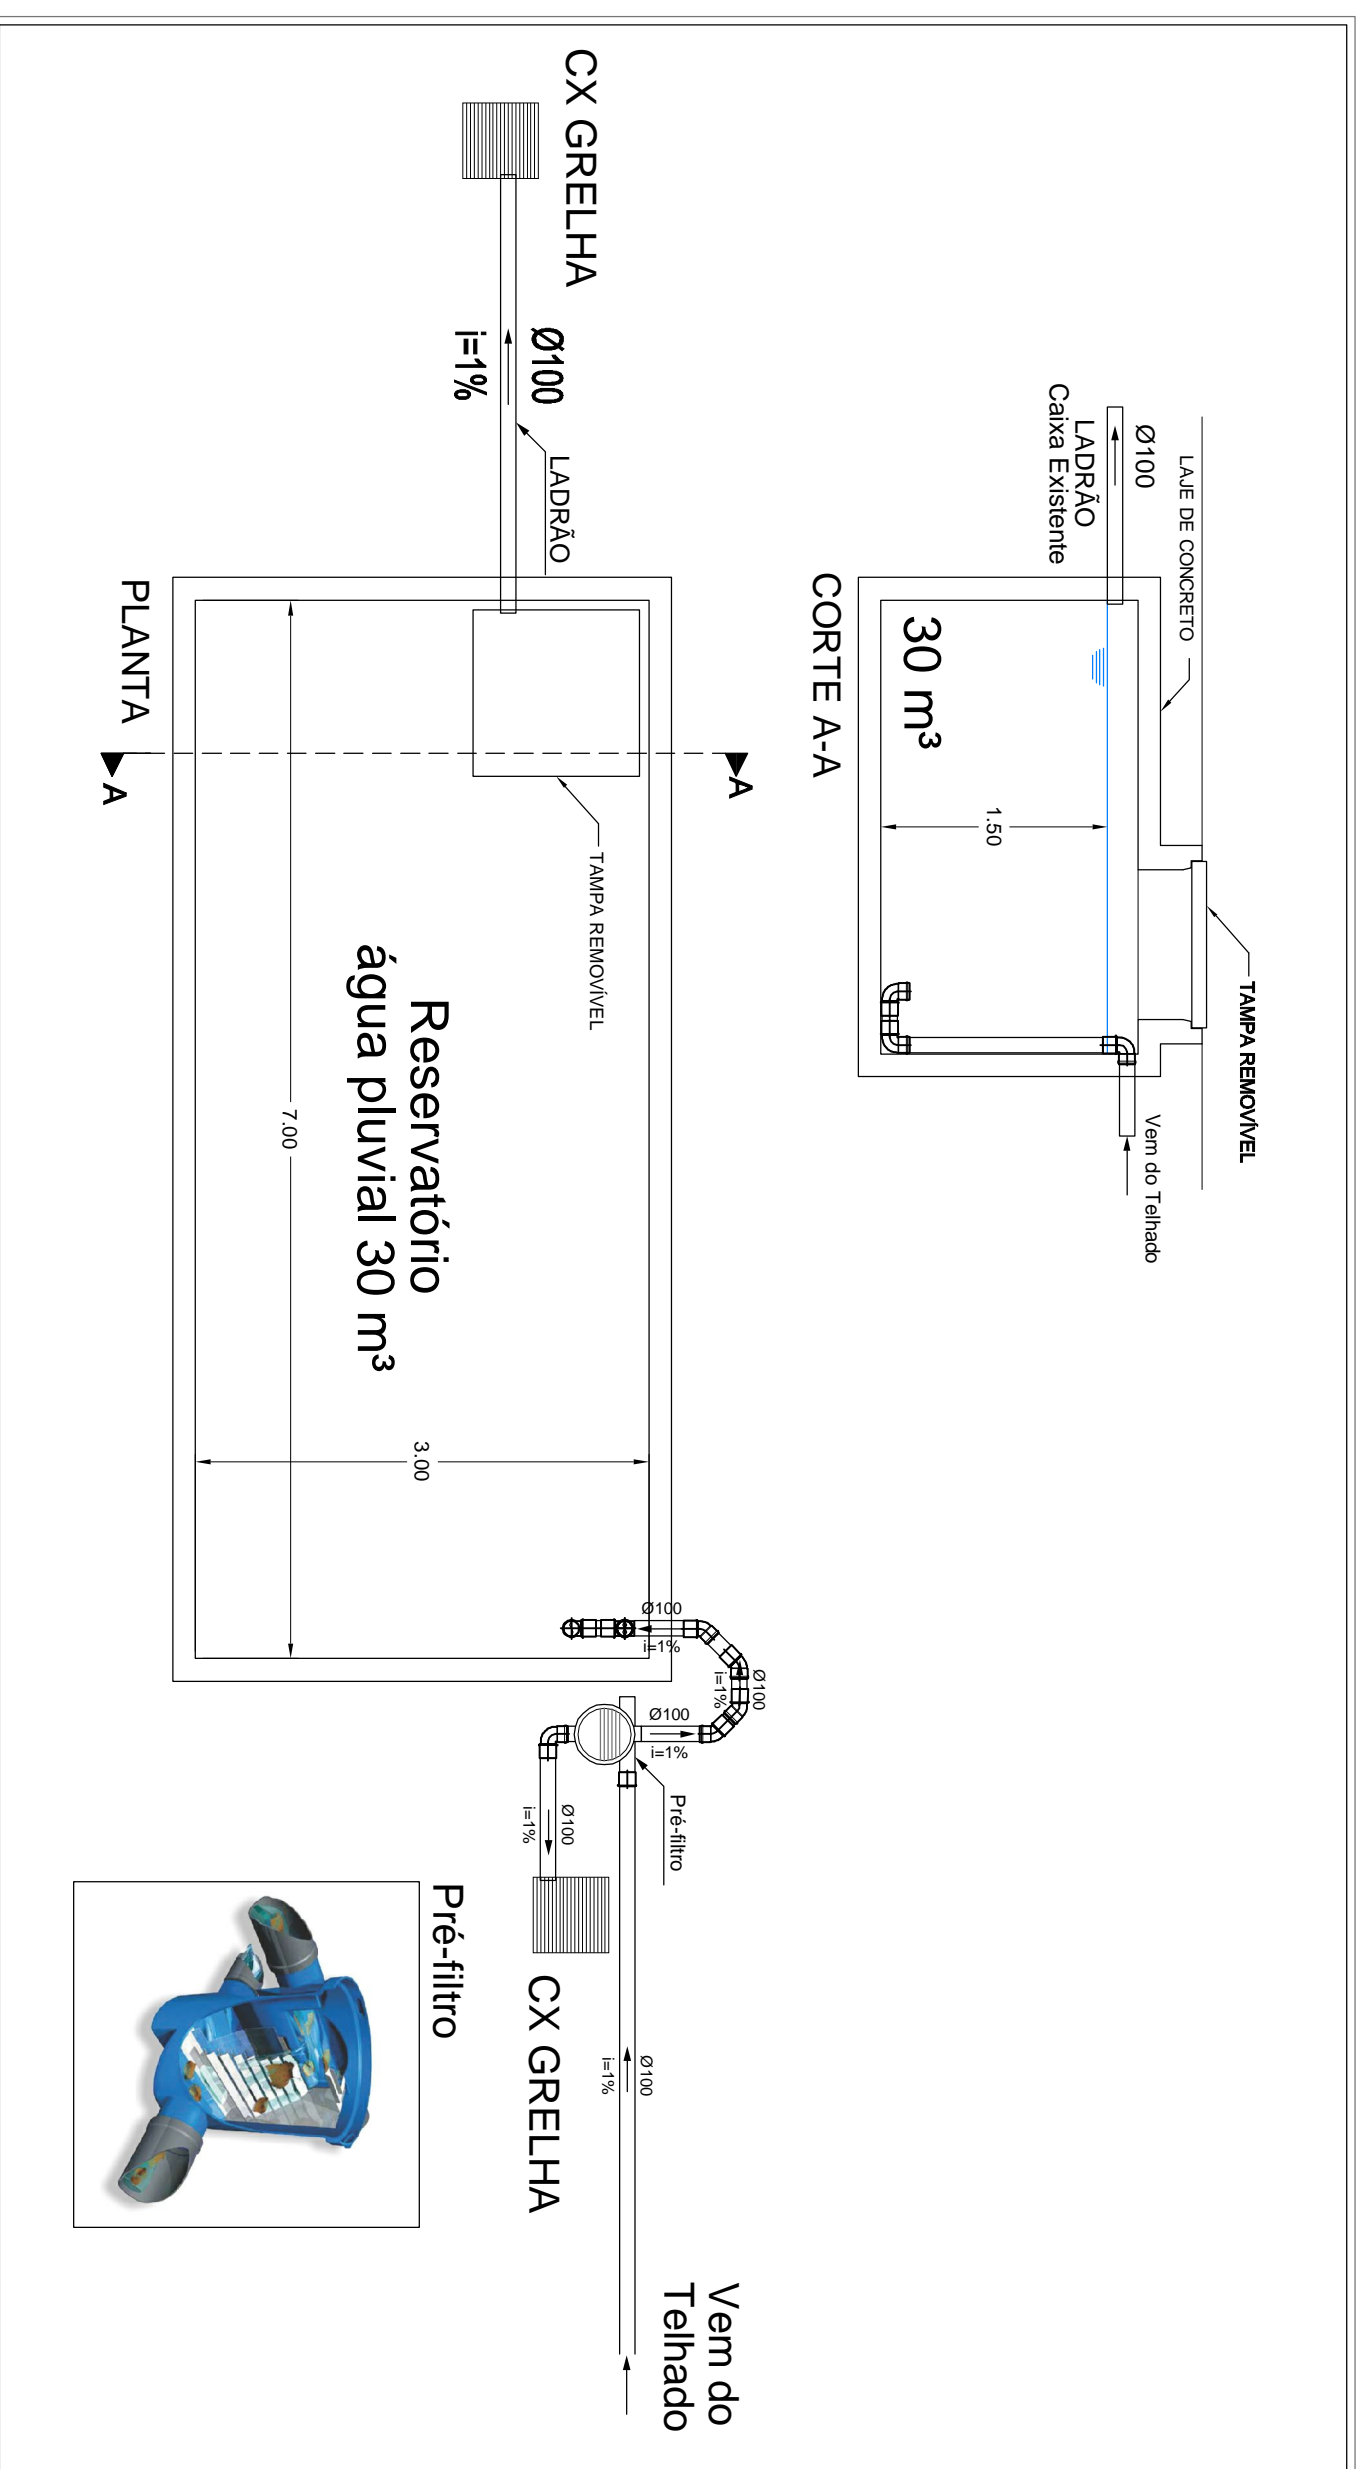 TAMPA REMOVÍVEL
LAJE DE CONCRETO
Ø100
LADRÃO
Caixa Existente
Vem do Telhado
1.50
30 m³
CORTE A-A
A
A
CX GRELHA
Ø100
i=1%
LADRÃO
TAMPA REMOVÍVEL
Reservatório
água pluvial 30 m³
7.00
3.00
PLANTA
Ø100
i=1%
Ø100
i=1%
Ø100
i=1%
Pré-filtro
Ø100
i=1%
CX GRELHA
Ø100
i=1%
Vem do
Telhado
Pré-filtro